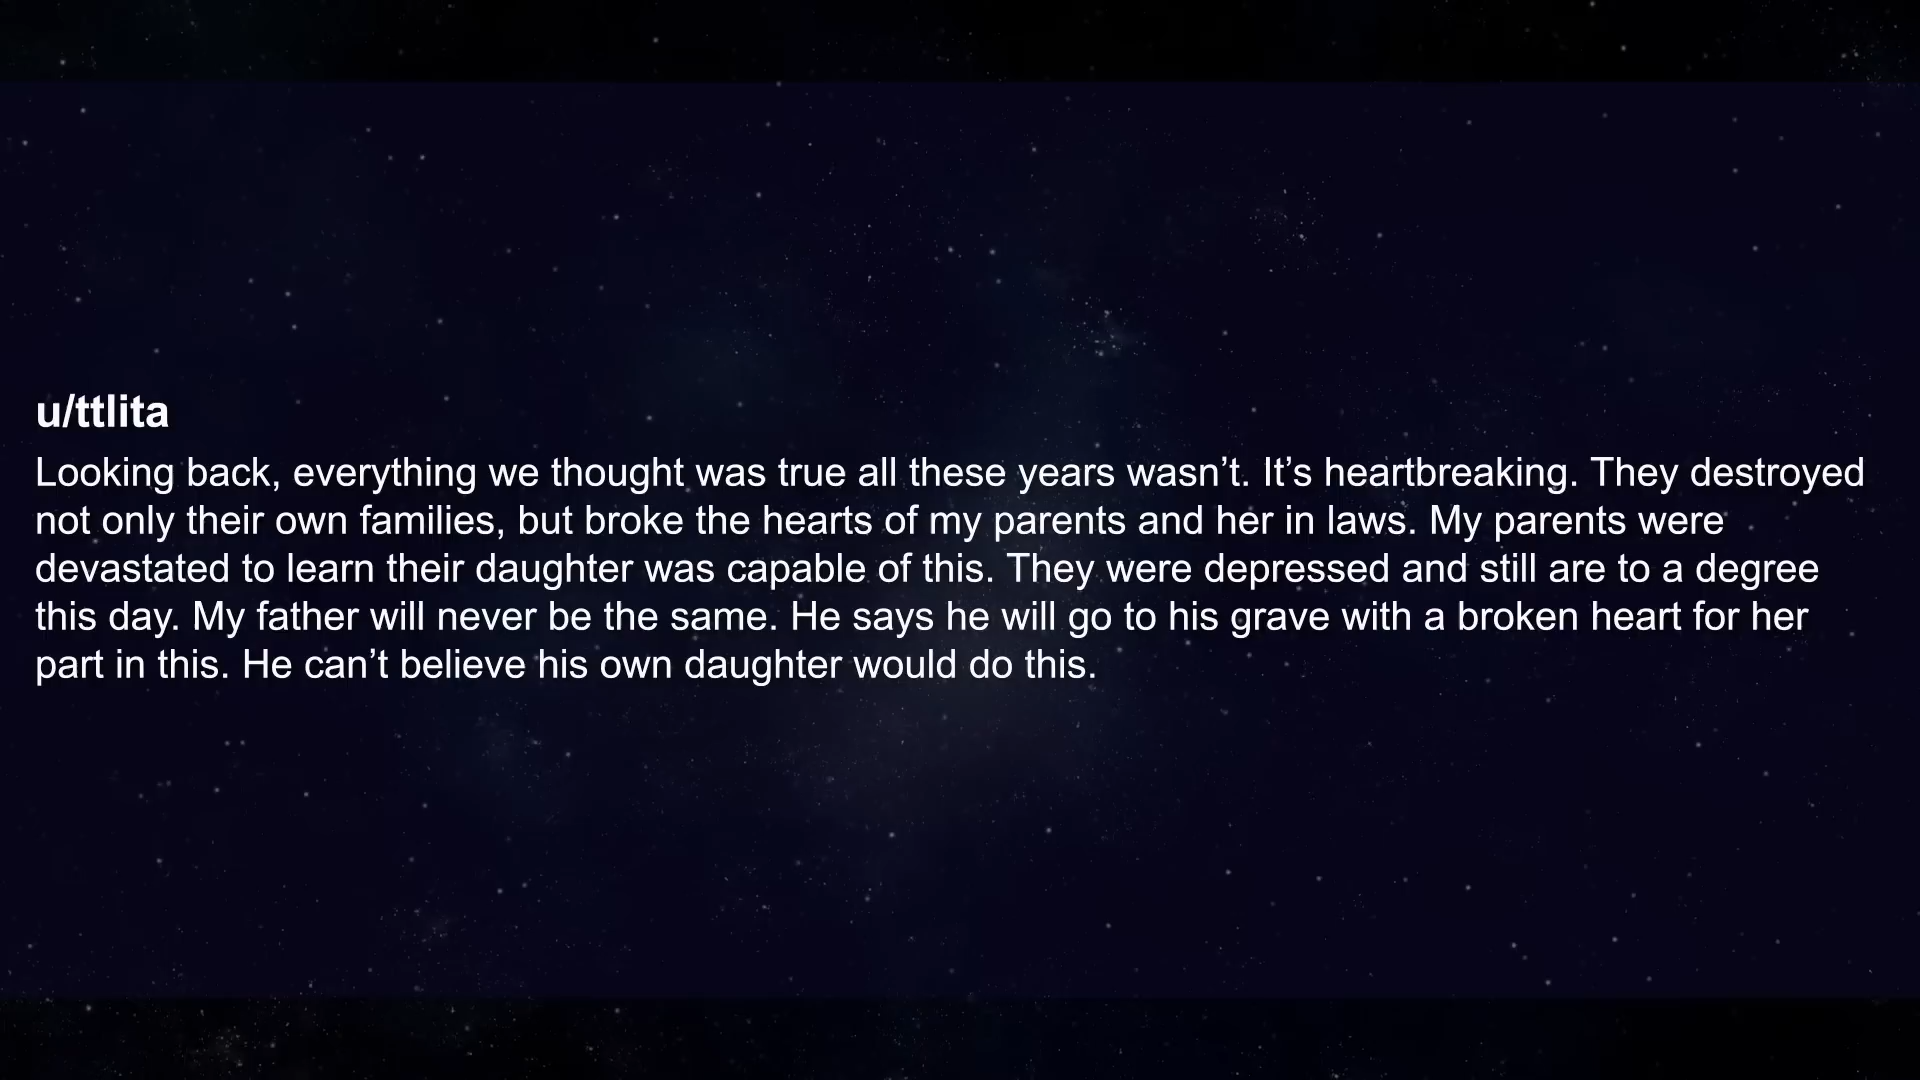 u/ttlita
Looking back, everything we thought was true all these years wasn’t. It’s heartbreaking. They destroyed
not only their own families, but broke the hearts of my parents and her in laws. My parents were
devastated to learn their daughter was capable of this. They were depressed and still are to a degree
this day. My father will never be the same. He says he will go to his grave with a broken heart for her
part in this. He can’t believe his own daughter would do this.